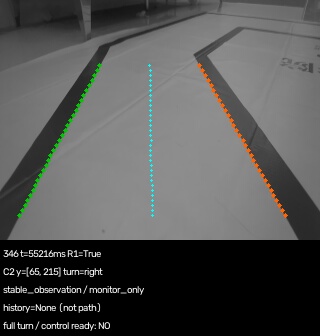 346 t=55216ms R1=True
C2 y=[65, 215] turn=right
stable_observation / monitor_only
history=None (not path)
full turn / control ready: NO